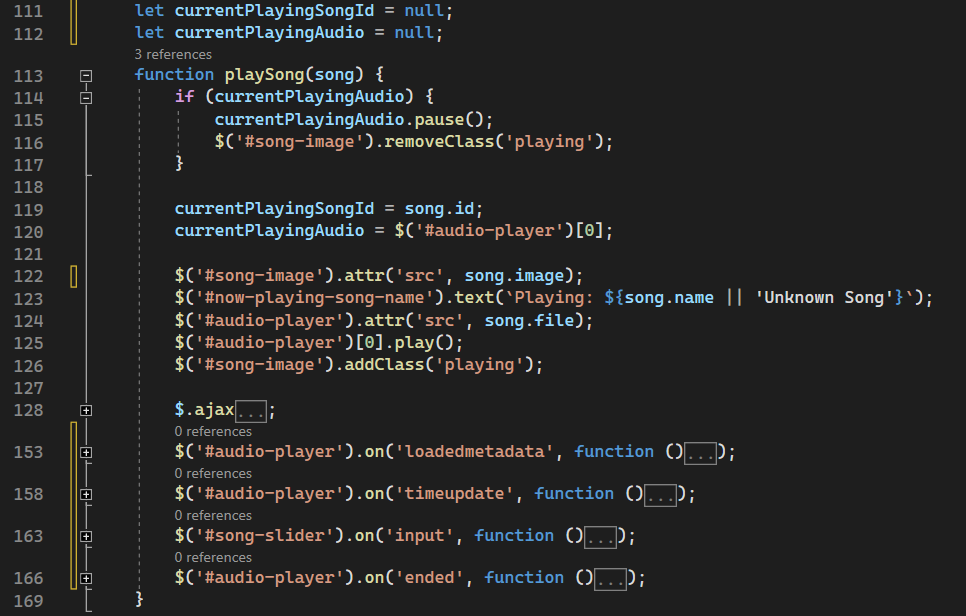 111 let currentPlayingSongId = null;
112 let currentPlayingAudio = null;
3 references
113 function playSong(song) {
114 if (currentPlayingAudio) {
115 currentPlayingAudio.pause();
116 $('#song-image').removeClass('playing');
117 }
118
119 currentPlayingSongId = song.id;
120 currentPlayingAudio = $('#audio-player')[0];
121
122 $('#song-image').attr('src', song.image);
123 $('#now-playing-song-name').text(`Playing: ${song.name || 'Unknown Song'}`);
124 $('#audio-player').attr('src', song.file);
125 $('#audio-player')[0].play();
126 $('#song-image').addClass('playing');
127
128 $.ajax...;
0 references
153 $('#audio-player').on('loadedmetadata', function ()...);
0 references
158 $('#audio-player').on('timeupdate', function ()...);
0 references
163 $('#song-slider').on('input', function ()...);
0 references
166 $('#audio-player').on('ended', function ()...);
169 }